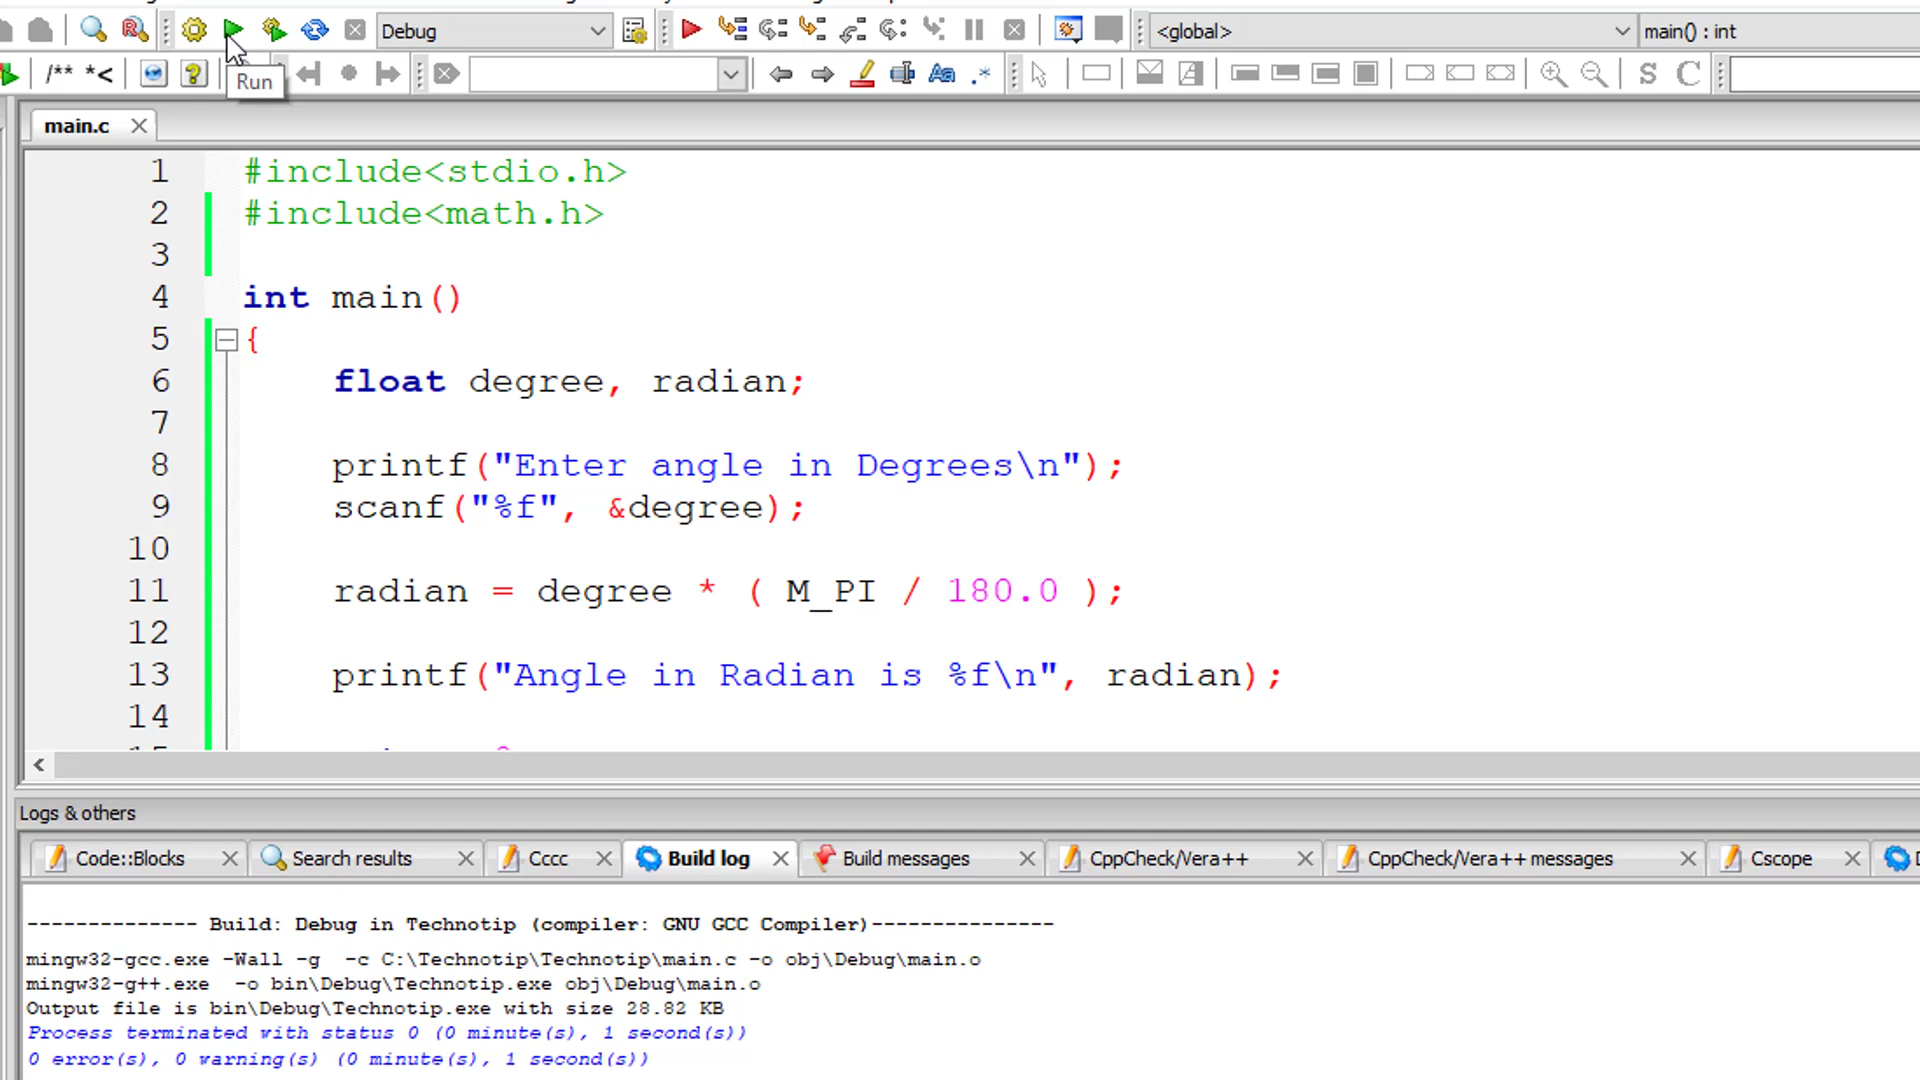 Debug
<global>
main() : int
/** *<
Run
Aa
.*
S C
main.c
1 #include<stdio.h>
2 #include<math.h>
3
4 int main()
5 {
6 float degree, radian;
7
8 printf("Enter angle in Degrees\n");
9 scanf("%f", &degree);
10
11 radian = degree * ( M_PI / 180.0 );
12
13 printf("Angle in Radian is %f\n", radian);
14
Logs & others
Code::Blocks
Search results
Cccc
Build log
Build messages
CppCheck/Vera++
CppCheck/Vera++ messages
Cscope
-------------- Build: Debug in Technotip (compiler: GNU GCC Compiler)---------------
mingw32-gcc.exe -Wall -g -c C:\Technotip\Technotip\main.c -o obj\Debug\main.o
mingw32-g++.exe -o bin\Debug\Technotip.exe obj\Debug\main.o
Output file is bin\Debug\Technotip.exe with size 28.82 KB
Process terminated with status 0 (0 minute(s), 1 second(s))
0 error(s), 0 warning(s) (0 minute(s), 1 second(s))